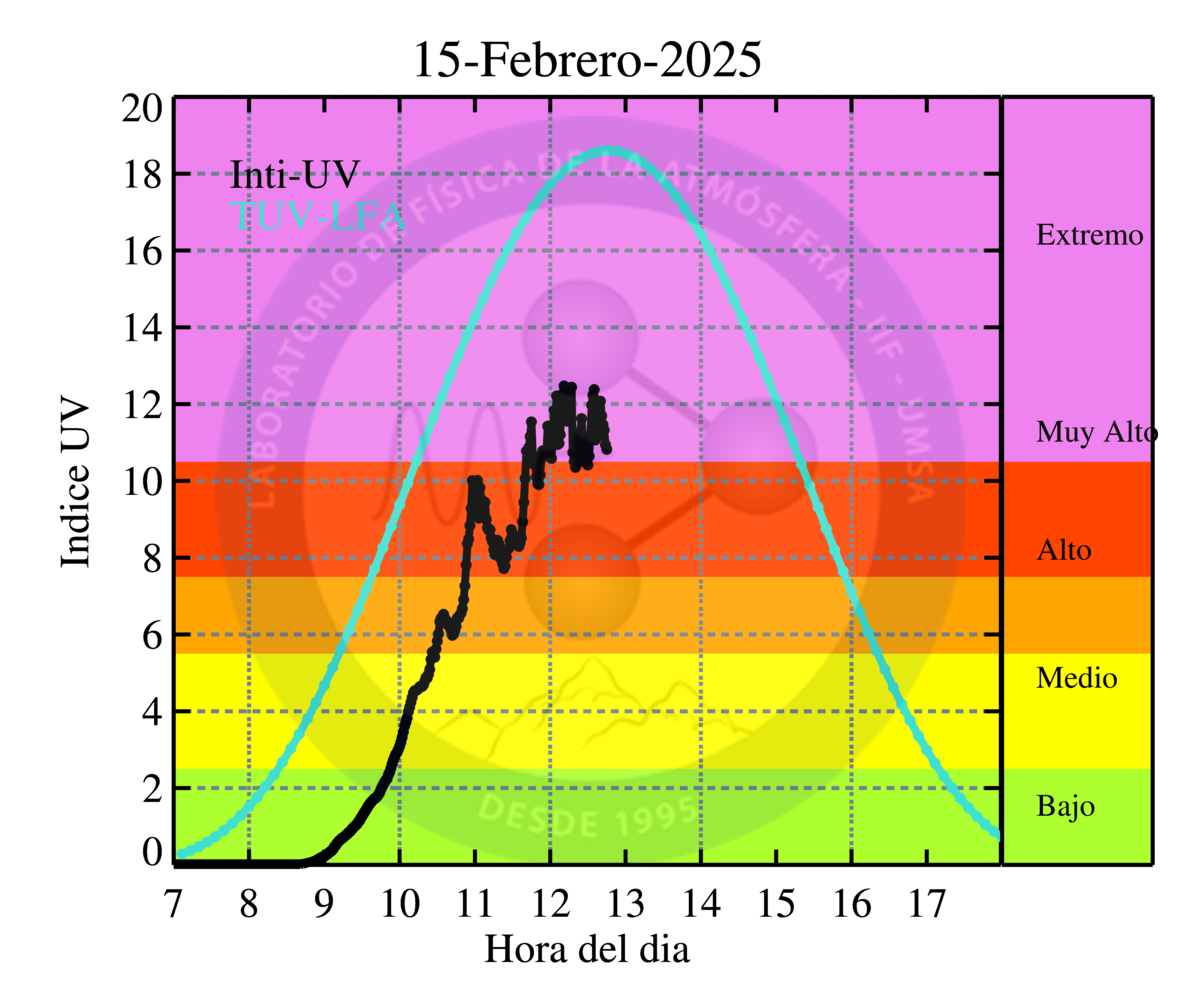 15-Febrero-2025
Inti-UV
TUV-LFA
LABORATORIO DE FÍSICA DE LA ATMÓSFERA - IIF - UMSA
DESDE 1995
Indice UV
20
18
16
14
12
10
8
6
4
2
0
Extremo
Muy Alto
Alto
Medio
Bajo
7 8 9 10 11 12 13 14 15 16 17
Hora del dia